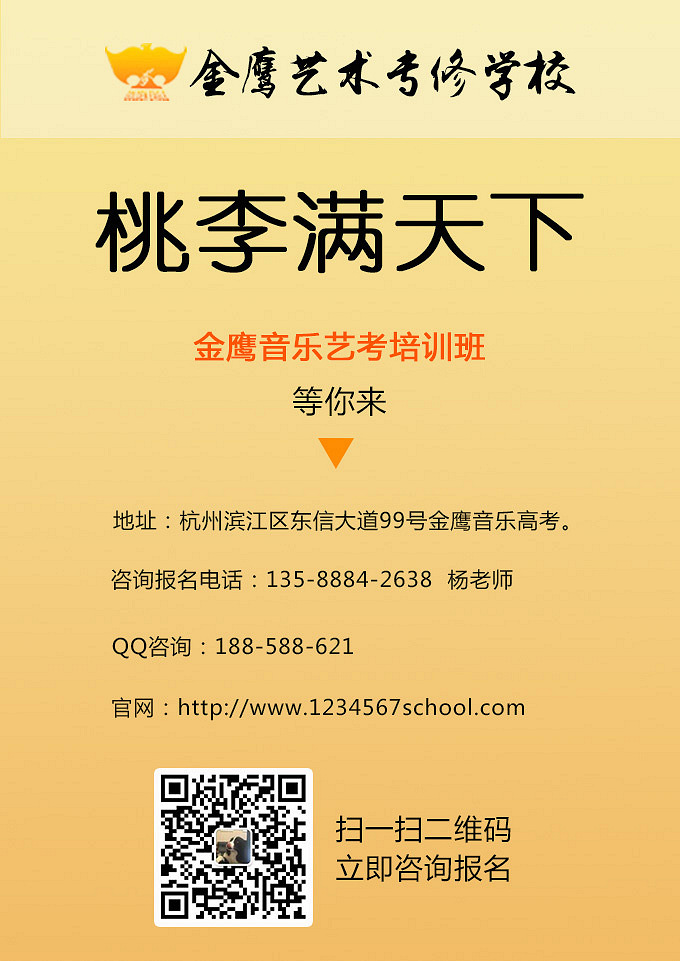 金鹰艺术专修学校
桃李满天下
金鹰音乐艺考培训班
等你来
地址：杭州滨江区东信大道99号金鹰音乐高考。
咨询报名电话：135-8884-2638 杨老师
QQ咨询：188-588-621
官网：http://www.1234567school.com
扫一扫二维码
立即咨询报名